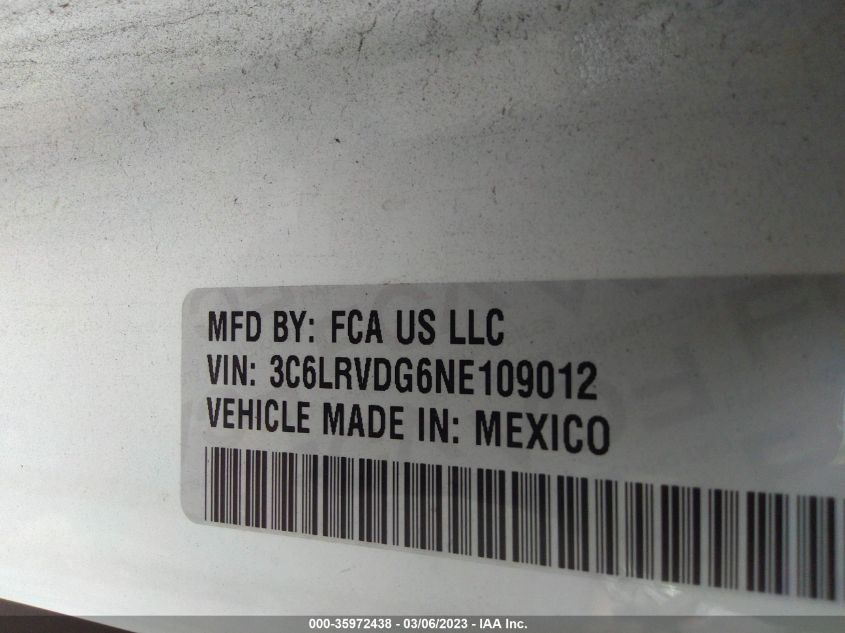 MFD BY: FCA US LLC
VIN: 3C6LRVDG6NE109012
VEHICLE MADE IN: MEXICO
000-35972438 - 03/06/2023 - IAA Inc.